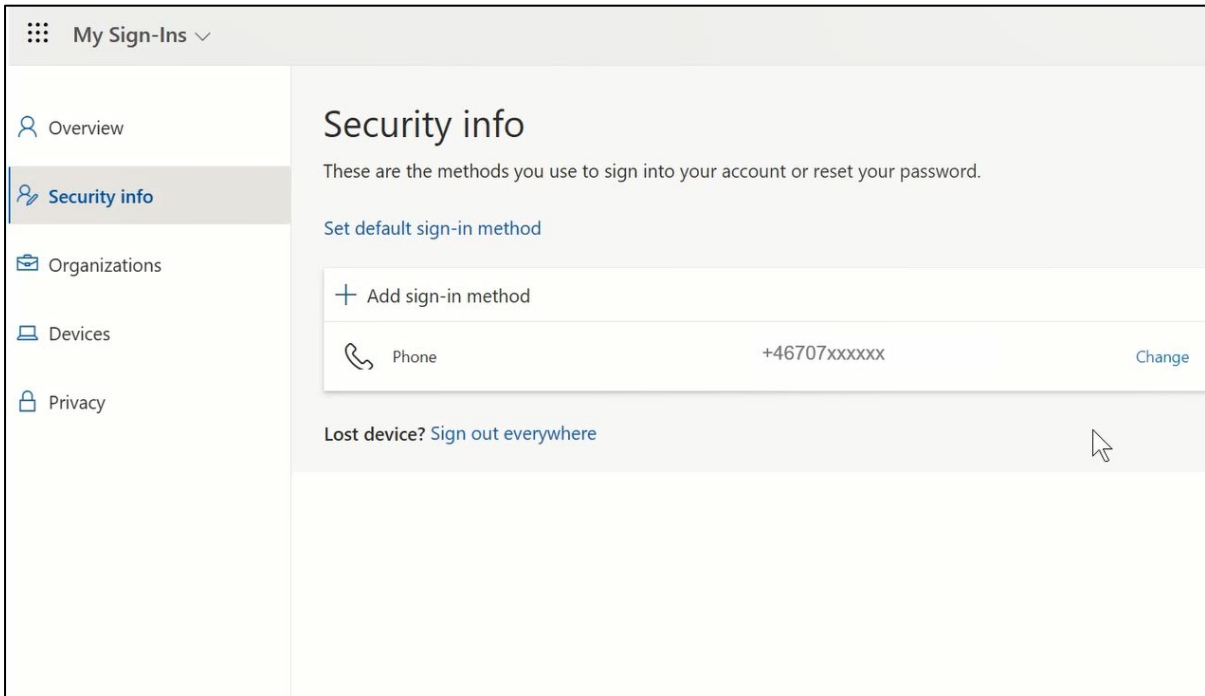 My Sign-Ins
Overview
Security info
Organizations
Devices
Privacy
Security info
These are the methods you use to sign into your account or reset your password.
Set default sign-in method
Add sign-in method
Phone +46707xxxxxx Change
Lost device? Sign out everywhere